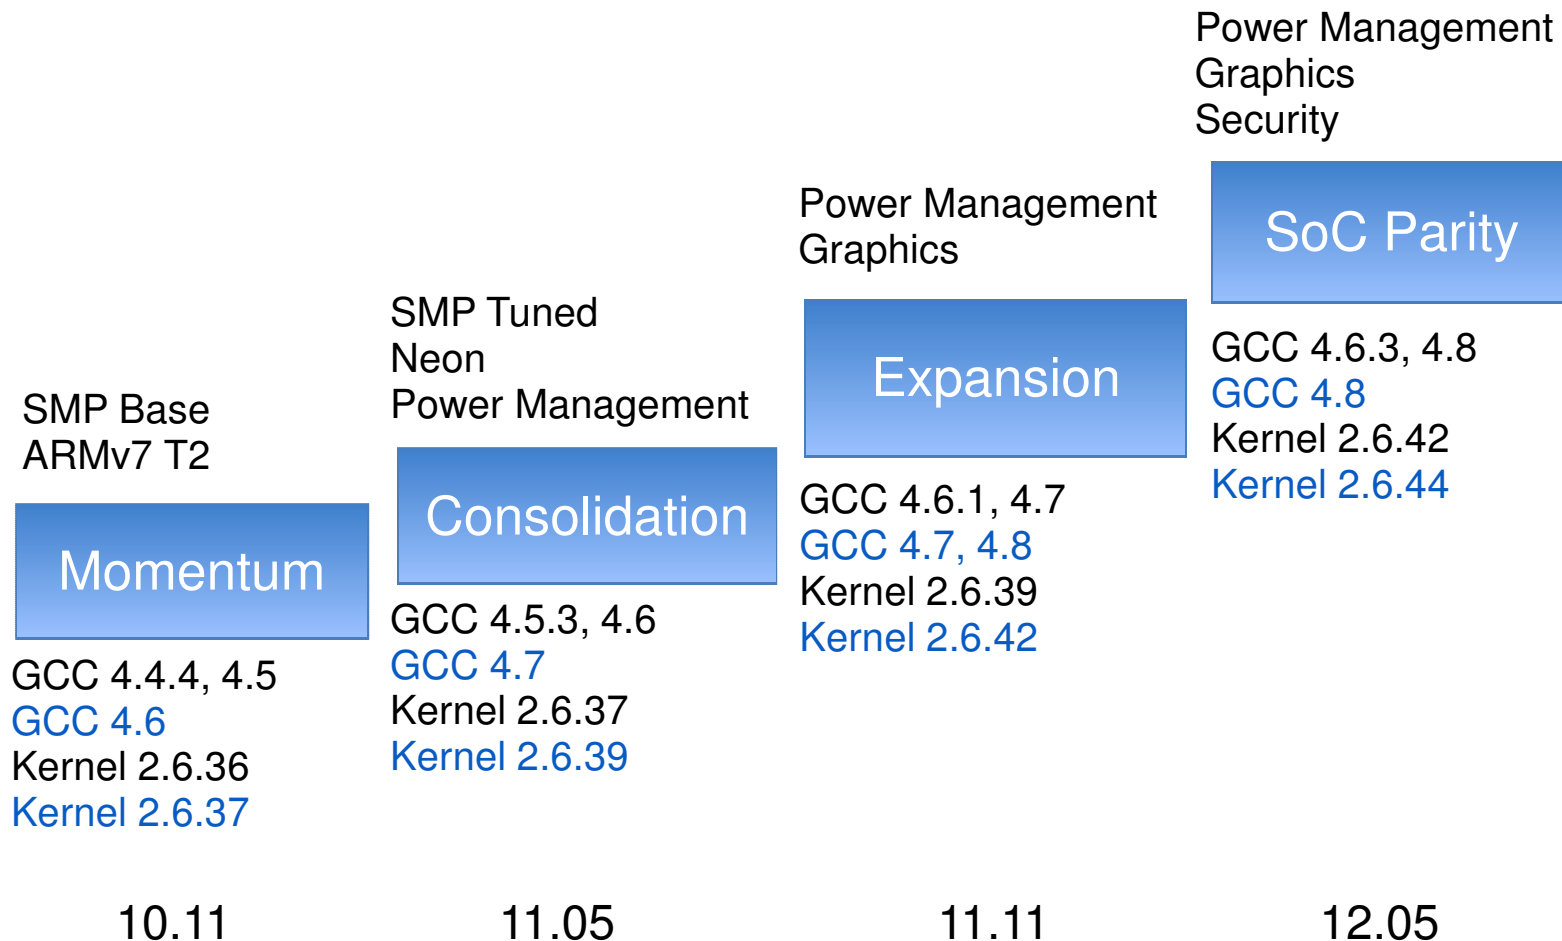 SMP Base
ARMv7 T2
Momentum
GCC 4.4.4, 4.5
GCC 4.6
Kernel 2.6.36
Kernel 2.6.37
10.11
SMP Tuned
Neon
Power Management
Consolidation
GCC 4.5.3, 4.6
GCC 4.7
Kernel 2.6.37
Kernel 2.6.39
11.05
Power Management
Graphics
Expansion
GCC 4.6.1, 4.7
GCC 4.7, 4.8
Kernel 2.6.39
Kernel 2.6.42
11.11
Power Management
Graphics
Security
SoC Parity
GCC 4.6.3, 4.8
GCC 4.8
Kernel 2.6.42
Kernel 2.6.44
12.05